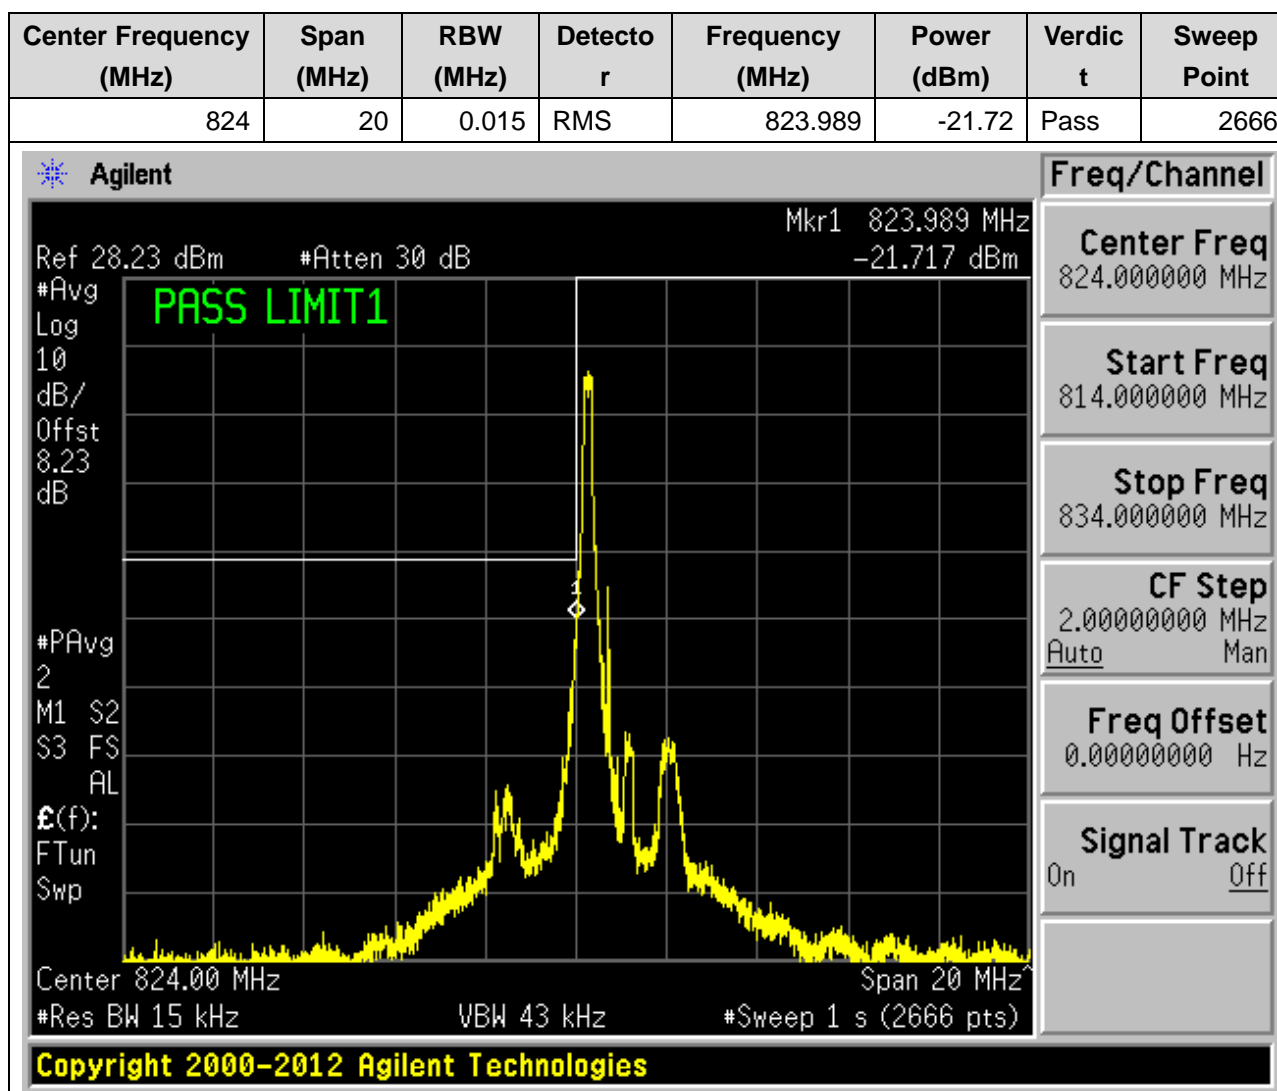 Center Frequency (MHz) Span (MHz) RBW (MHz) Detecto r Frequency (MHz) Power (dBm) Verdic t Sweep Point
824 20 0.015 RMS 823.989 -21.72 Pass 2666
Agilent
Freq/Channel
Mkr1 823.989 MHz
Ref 28.23 dBm #Atten 30 dB -21.717 dBm
#Avg
Log
10
dB/
Offst
8.23
dB
PASS LIMIT1
1
#PAvg
2
M1 S2
S3 FS
AL
£(f):
FTun
Swp
Center 824.00 MHz Span 20 MHz^
#Res BW 15 kHz VBW 43 kHz #Sweep 1 s (2666 pts)
Center Freq
824.000000 MHz
Start Freq
814.000000 MHz
Stop Freq
834.000000 MHz
CF Step
2.00000000 MHz
Auto Man
Freq Offset
0.00000000 Hz
Signal Track
On Off
Copyright 2000-2012 Agilent Technologies